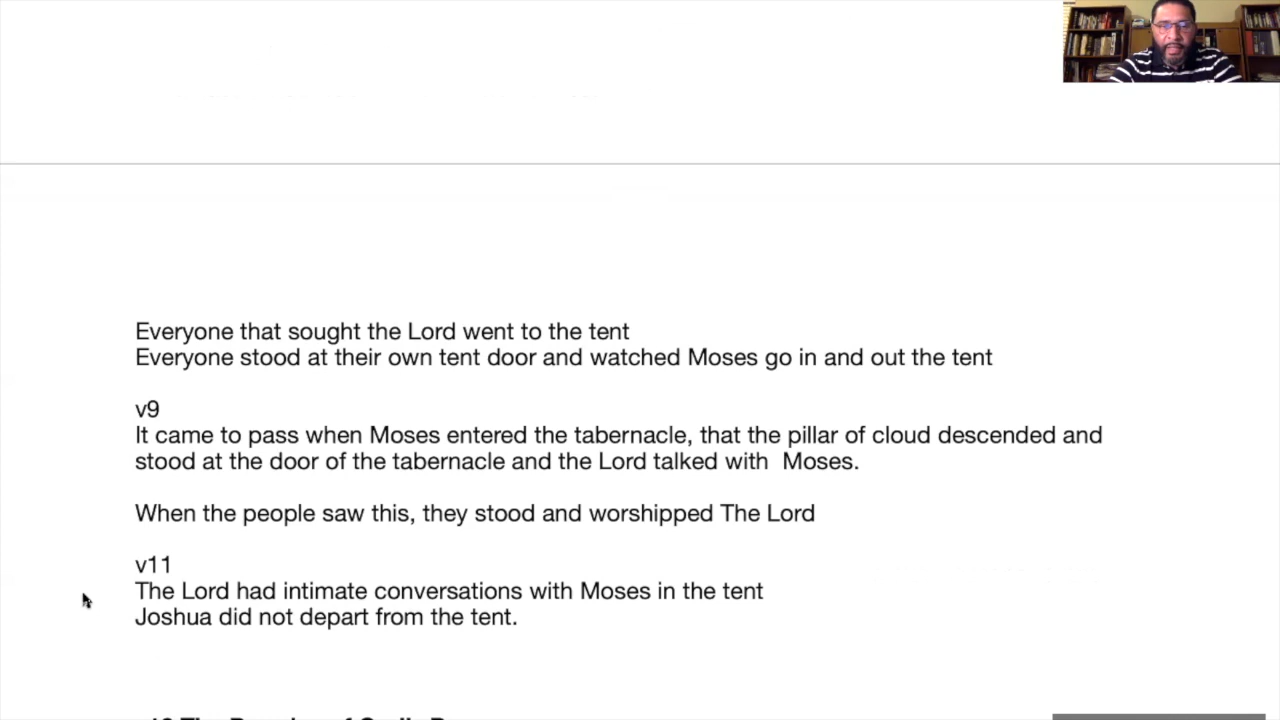 Everyone that sought the Lord went to the tent
Everyone stood at their own tent door and watched Moses go in and out the tent
v9
It came to pass when Moses entered the tabernacle, that the pillar of cloud descended and
stood at the door of the tabernacle and the Lord talked with  Moses.
When the people saw this, they stood and worshipped The Lord
v11
The Lord had intimate conversations with Moses in the tent
Joshua did not depart from the tent.